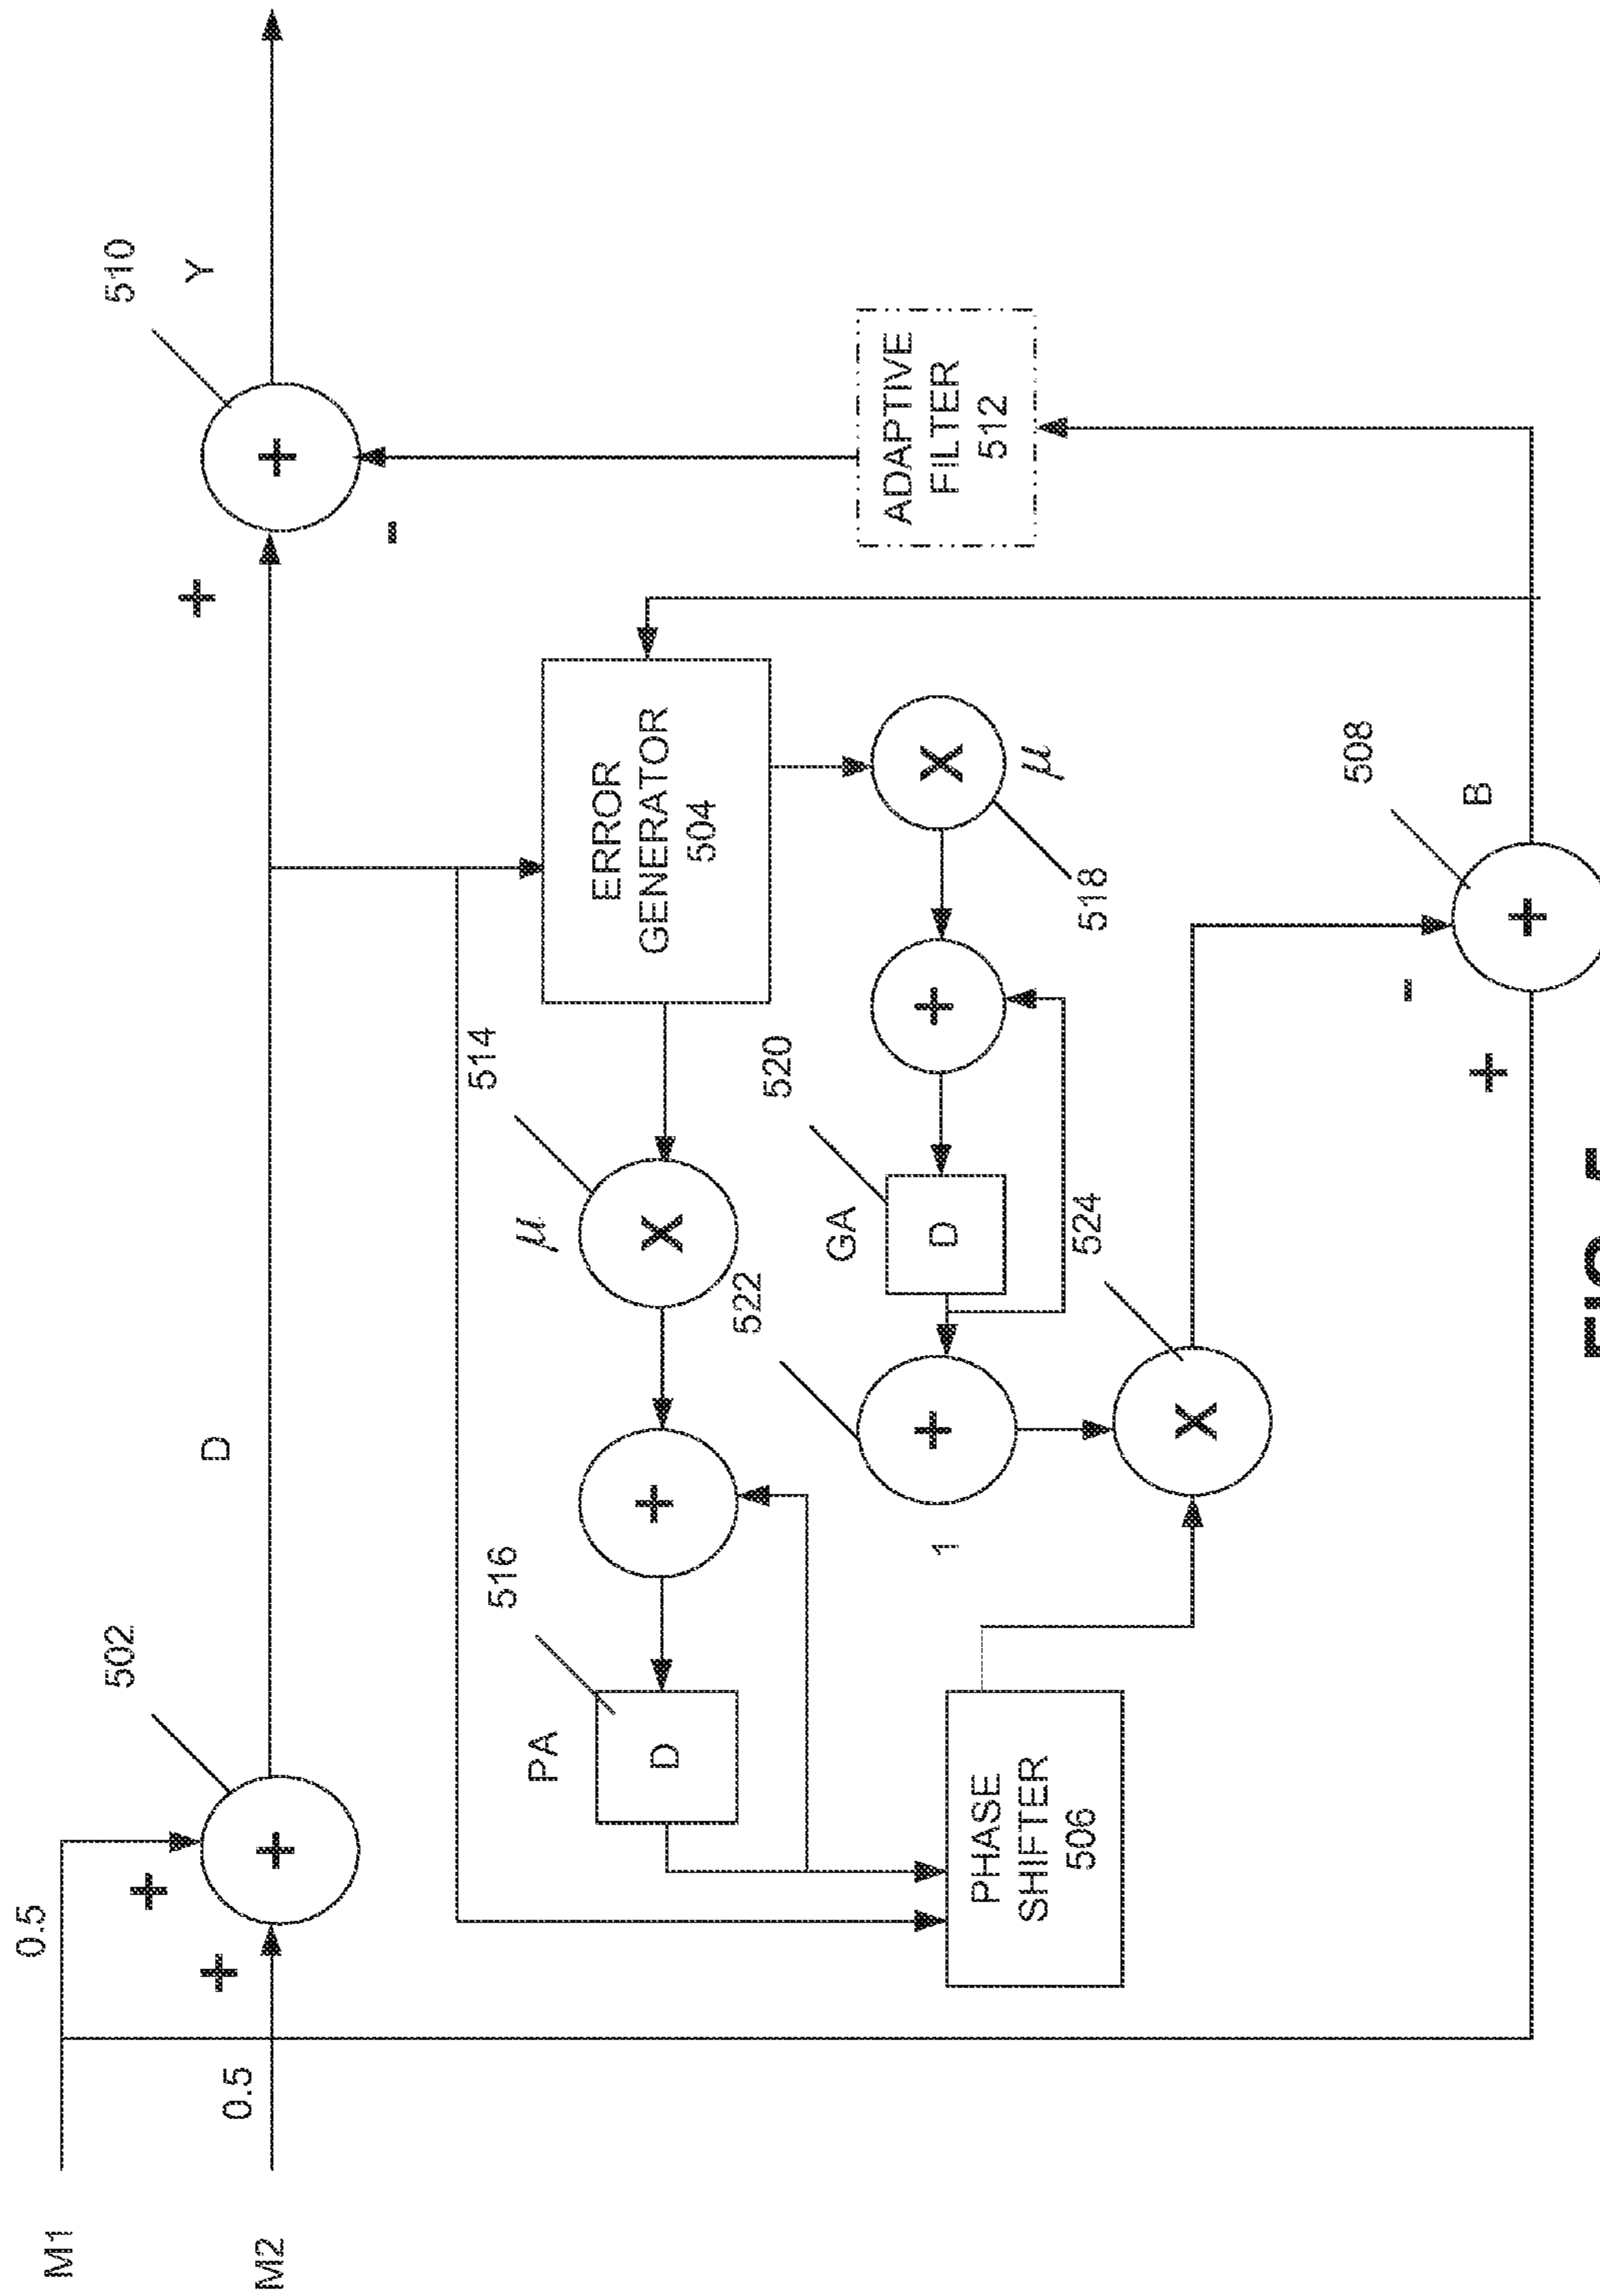 M1
0.5
+
502
+
M2
0.5
+
D
+
510
+
Y
-
514
ERROR
GENERATOR
504
PA
516
D
+
μ
X
522
GA
520
D
+
X
μ
518
ADAPTIVE
FILTER
512
PHASE
SHIFTER
506
1
+
524
X
+
-
508
+
B